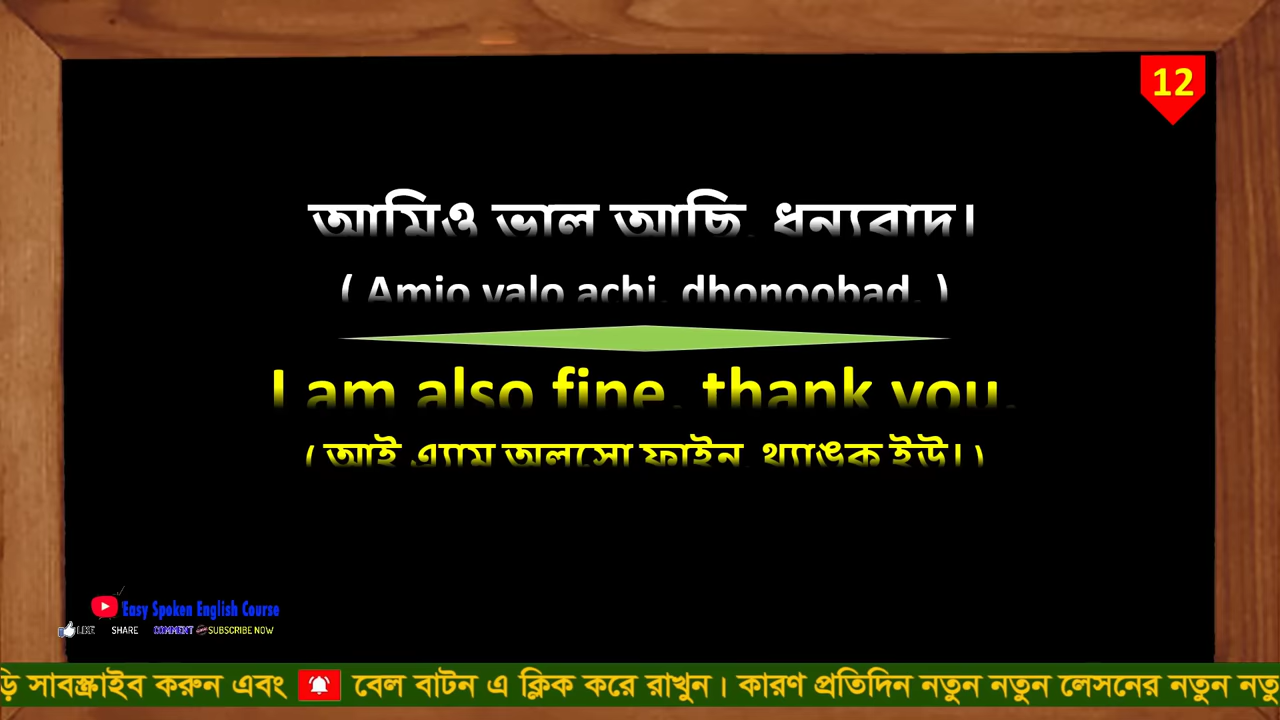 12
আমিও ভাল আছি, ধন্যবাদ।
( Amio valo achi, dhonoobad. )
I am also fine, thank you.
( আই এ্যাম অলসো ফাইন, থ্যাঙক ইউ। )
Easy Spoken English Course
LIKE SHARE COMMENT SUBSCRIBE NOW
ড়ি সাবস্ক্রাইব করুন এবং বেল বাটন এ ক্লিক করে রাখুন। কারণ প্রতিদিন নতুন নতুন লেসনের নতুন নতু